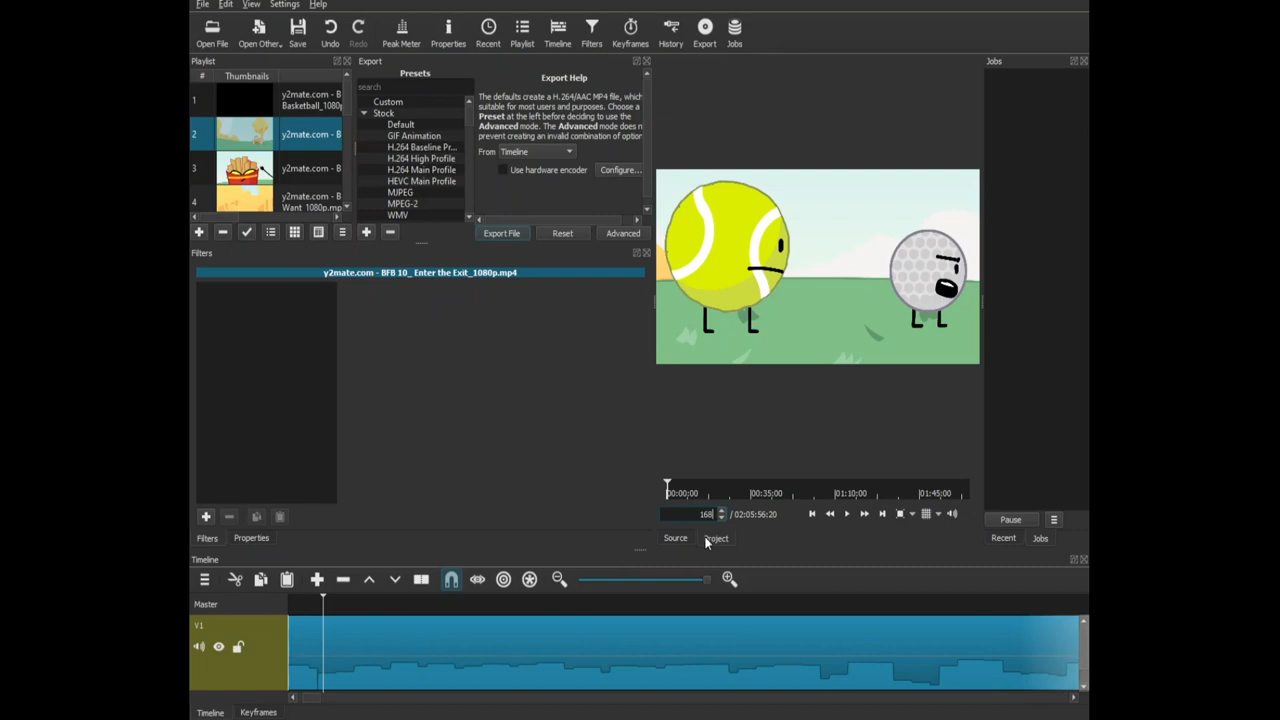 File Edit View Settings Help
Open File Open Other.. Save Undo Redo Peak Meter Properties Recent Playlist Timeline Filters Keyframes History Export Jobs
Playlist
# Thumbnails
1 y2mate.com - B
Basketball_1080p
2 y2mate.com - B
3 y2mate.com - B
4 y2mate.com - B
Want_1080p.mp
Export
Presets
search
Custom
Stock
Default
GIF Animation
H.264 Baseline Pr...
H.264 High Profile
H.264 Main Profile
HEVC Main Profile
MJPEG
MPEG-2
WMV
Export Help
The defaults create a H.264/AAC MP4 file, which
suitable for most users and purposes. Choose a
Preset at the left before deciding to use the
Advanced mode. The Advanced mode does n
prevent creating an invalid combination of option
From Timeline
Use hardware encoder Configure...
Export File Reset Advanced
Jobs
Filters
y2mate.com - BFB 10_ Enter the Exit_1080p.mp4
00:00;00 00:35;00 01:10;00 01:45;00
168 / 02:05:56:20
Source Project
Pause
Recent Jobs
Filters Properties
Timeline
Master
V1
Timeline Keyframes